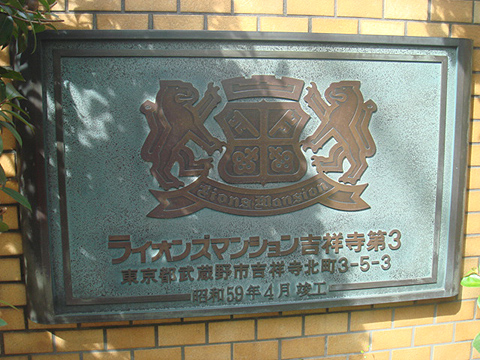 Lions Mansion
ライオンズマンション吉祥寺第3
東京都武蔵野市吉祥寺北町3-5-3
昭和59年4月竣工